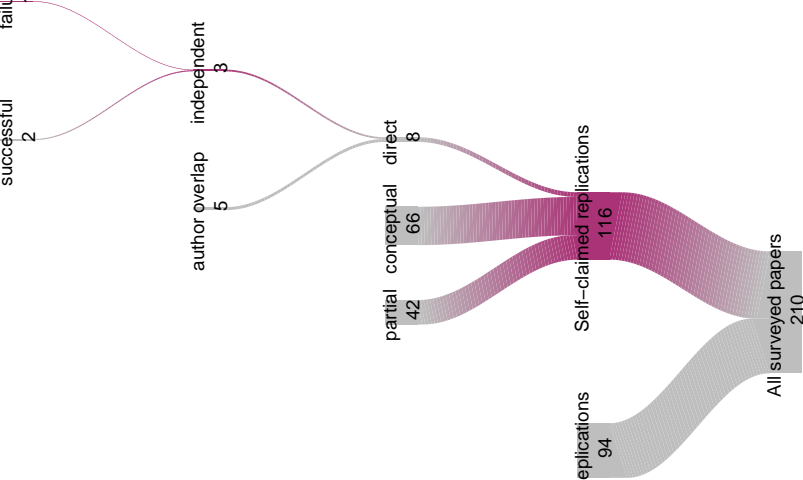 failu
successful
2
independent
3
author overlap
5
direct
8
conceptual
66
partial
42
Self−claimed replications
116
eplications
94
All surveyed papers
210